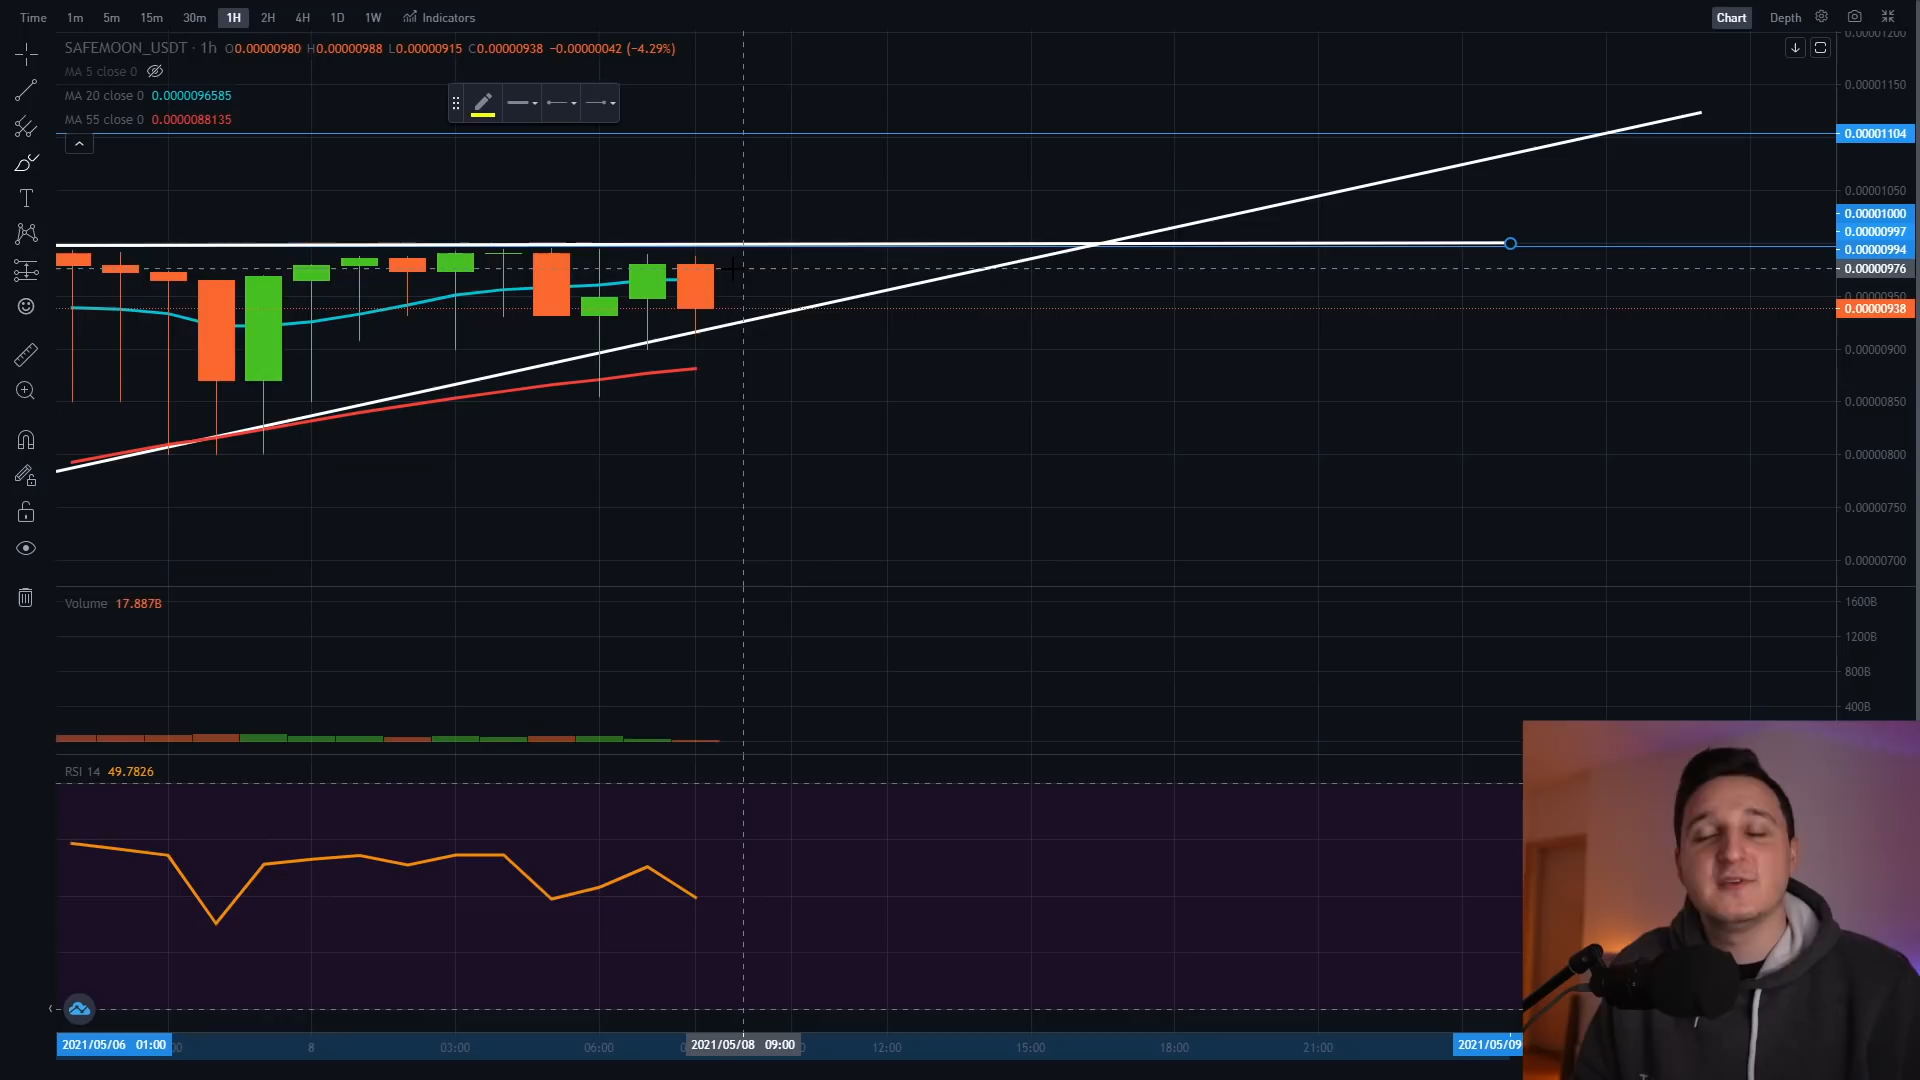 Time 1m 5m 15m 30m 1H 2H 4H 1D 1W Indicators Chart Depth
SAFEMOON_USDT · 1h O0.00000980 H0.00000988 L0.00000915 C0.00000938 −0.00000042 (−4.29%)
MA 5 close 0
MA 20 close 0 0.0000096585
MA 55 close 0 0.0000088135
0.00001200
0.00001150
0.00001104
0.00001050
0.00001000
0.00000997
0.00000994
0.00000976
0.00000950
0.00000938
0.00000900
0.00000850
0.00000800
0.00000750
0.00000700
Volume 17.887B
1600B
1200B
800B
400B
RSI 14 49.7826
2021/05/06 01:00 8 03:00 06:00 2021/05/08 09:00 12:00 15:00 18:00 21:00 2021/05/09